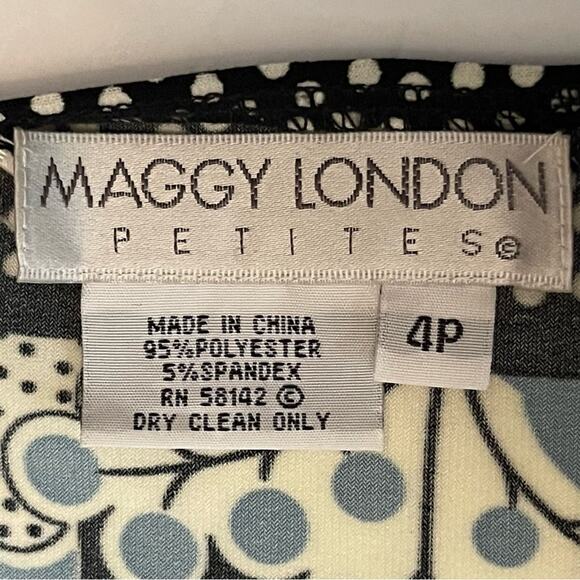 MAGGY LONDON
PETITES©
MADE IN CHINA
95%POLYESTER
5%SPANDEX
RN 58142 ©
DRY CLEAN ONLY
4P